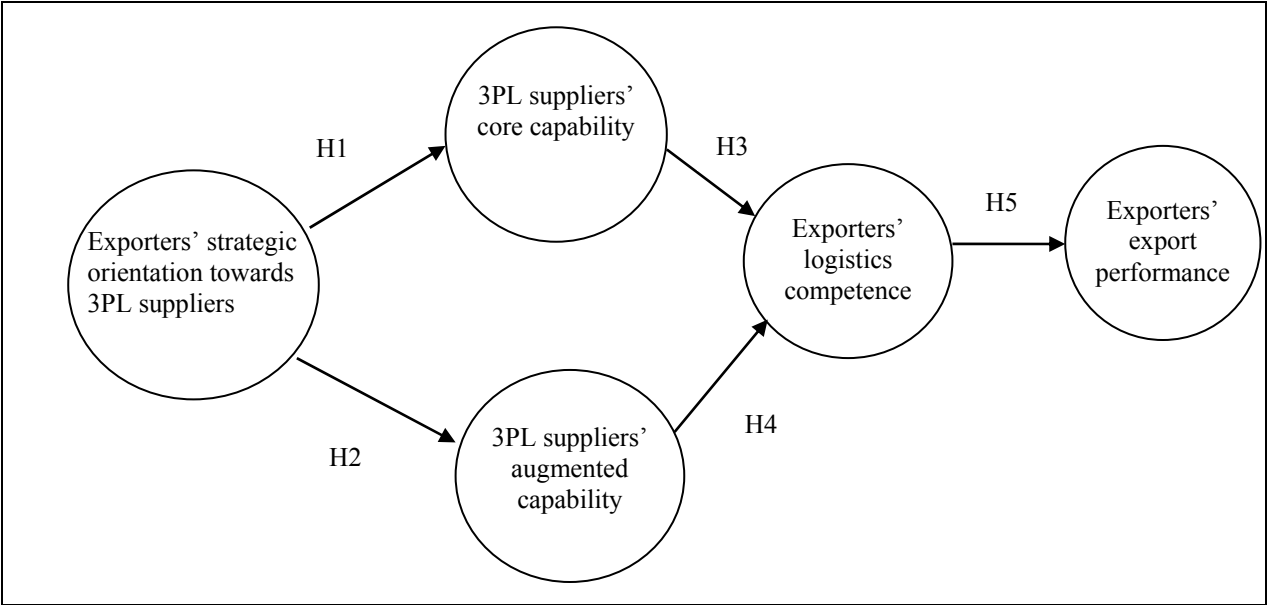 3PL suppliers’
core capability
H1
H3
Exporters’ strategic
orientation towards
3PL suppliers
Exporters’
logistics
competence
H5
Exporters’
export
performance
H2
3PL suppliers’
augmented
capability
H4